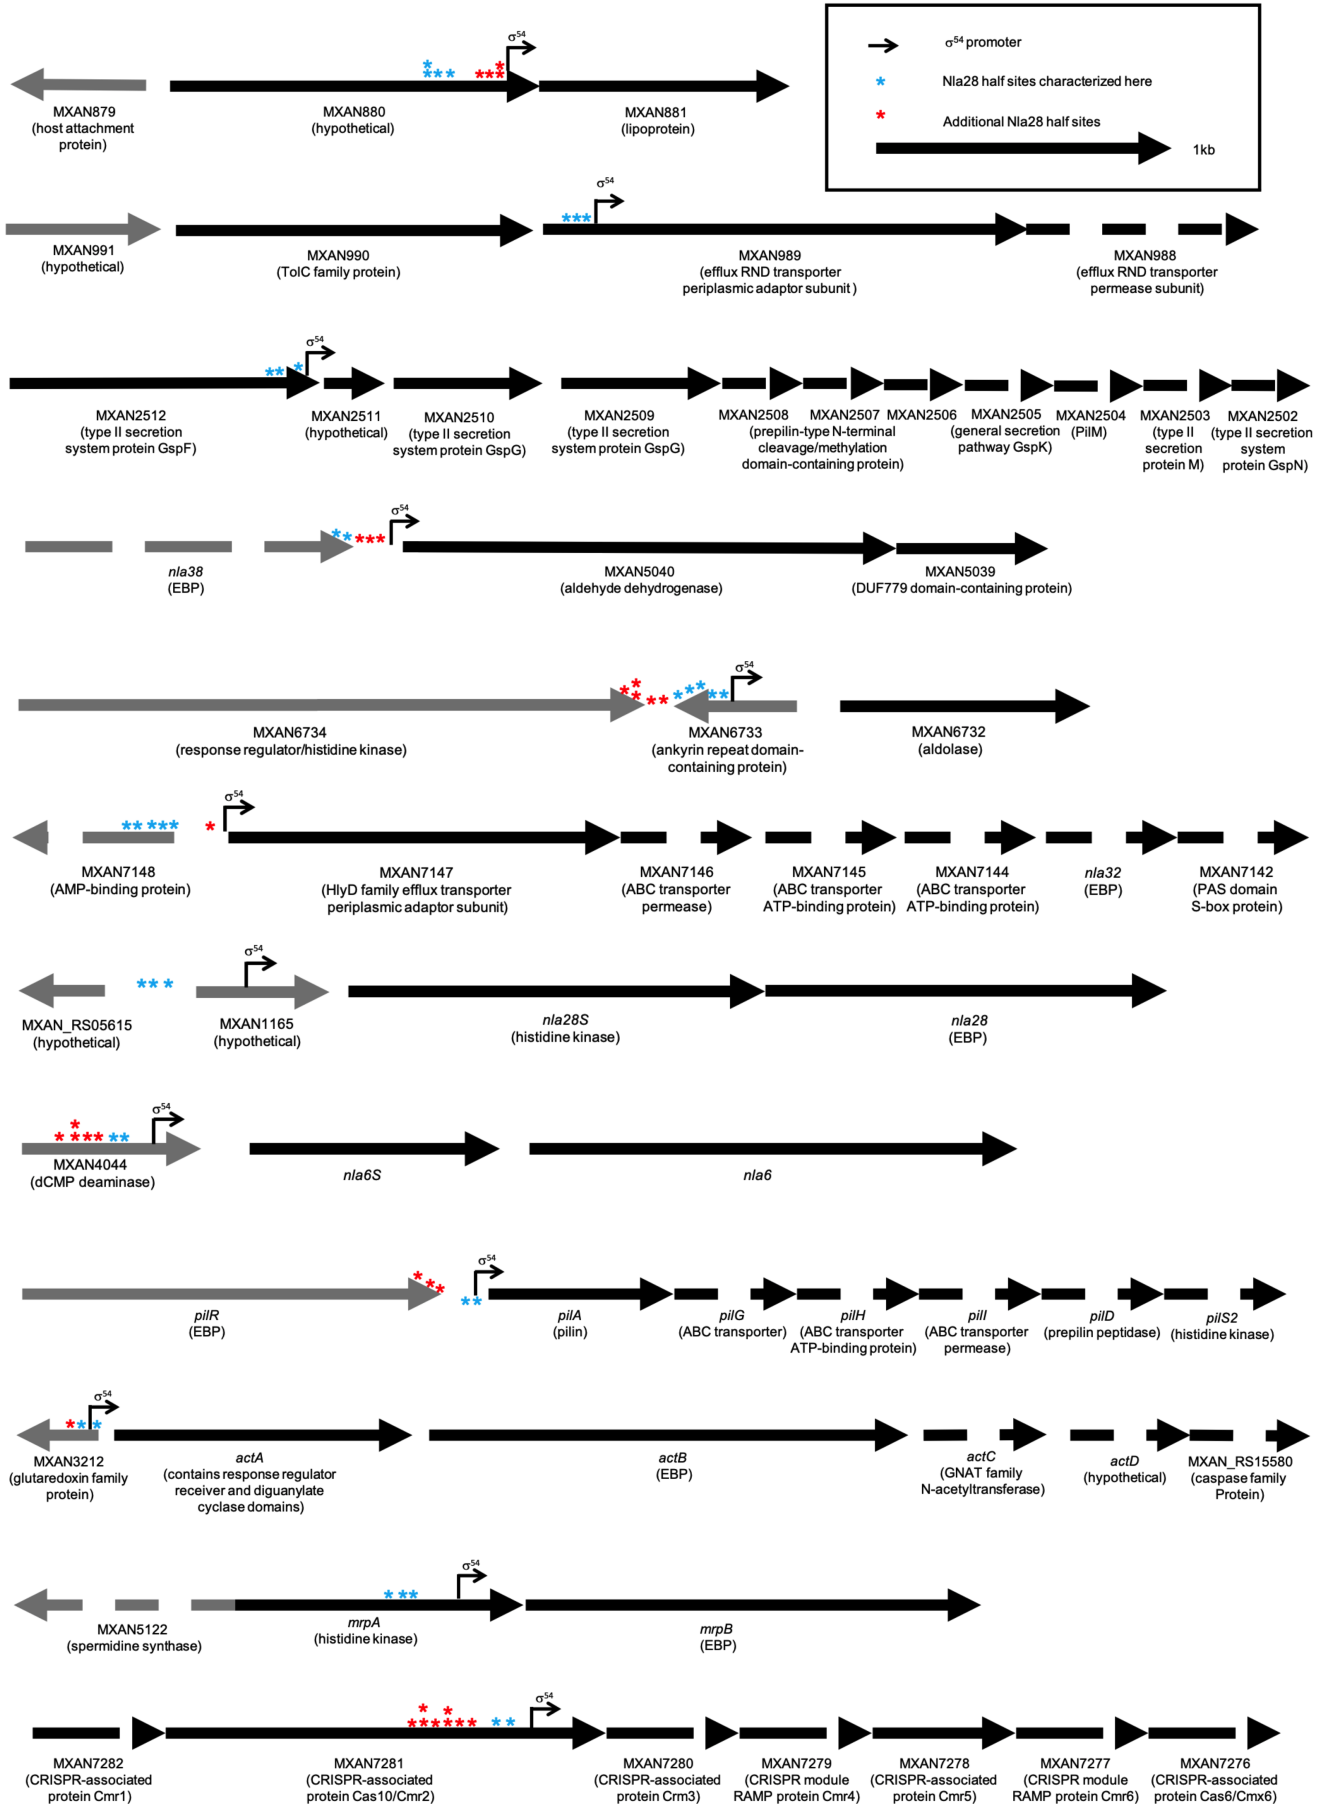 σ54
σ54 promoter
* Nla28 half sites characterized here
* Additional Nla28 half sites
1kb
MXAN879
(host attachment
protein)
MXAN880
(hypothetical)
MXAN881
(lipoprotein)
σ54
MXAN991
(hypothetical)
MXAN990
(TolC family protein)
MXAN989
(efflux RND transporter
periplasmic adaptor subunit )
MXAN988
(efflux RND transporter
permease subunit)
σ54
MXAN2512
(type II secretion
system protein GspF)
MXAN2511
(hypothetical)
MXAN2510
(type II secretion
system protein GspG)
MXAN2509
(type II secretion
system protein GspG)
MXAN2508 MXAN2507 MXAN2506
(prepilin-type N-terminal
cleavage/methylation
domain-containing protein)
MXAN2505
(general secretion
pathway GspK)
MXAN2504
(PilM)
MXAN2503
(type II
secretion
protein M)
MXAN2502
(type II secretion
system
protein GspN)
σ54
nla38
(EBP)
MXAN5040
(aldehyde dehydrogenase)
MXAN5039
(DUF779 domain-containing protein)
σ54
MXAN6734
(response regulator/histidine kinase)
MXAN6733
(ankyrin repeat domain-
containing protein)
MXAN6732
(aldolase)
σ54
MXAN7148
(AMP-binding protein)
MXAN7147
(HlyD family efflux transporter
periplasmic adaptor subunit)
MXAN7146
(ABC transporter
permease)
MXAN7145
(ABC transporter
ATP-binding protein)
MXAN7144
(ABC transporter
ATP-binding protein)
nla32
(EBP)
MXAN7142
(PAS domain
S-box protein)
σ54
MXAN_RS05615
(hypothetical)
MXAN1165
(hypothetical)
nla28S
(histidine kinase)
nla28
(EBP)
σ54
MXAN4044
(dCMP deaminase)
nla6S
nla6
σ54
pilR
(EBP)
pilA
(pilin)
pilG
(ABC transporter)
pilH
(ABC transporter
ATP-binding protein)
pilI
(ABC transporter
permease)
pilD
(prepilin peptidase)
pilS2
(histidine kinase)
σ54
MXAN3212
(glutaredoxin family
protein)
actA
(contains response regulator
receiver and diguanylate
cyclase domains)
actB
(EBP)
actC
(GNAT family
N-acetyltransferase)
actD
(hypothetical)
MXAN_RS15580
(caspase family
Protein)
σ54
MXAN5122
(spermidine synthase)
mrpA
(histidine kinase)
mrpB
(EBP)
σ54
MXAN7282
(CRISPR-associated
protein Cmr1)
MXAN7281
(CRISPR-associated
protein Cas10/Cmr2)
MXAN7280
(CRISPR-associated
protein Crm3)
MXAN7279
(CRISPR module
RAMP protein Cmr4)
MXAN7278
(CRISPR-associated
protein Cmr5)
MXAN7277
(CRISPR module
RAMP protein Cmr6)
MXAN7276
(CRISPR-associated
protein Cas6/Cmx6)